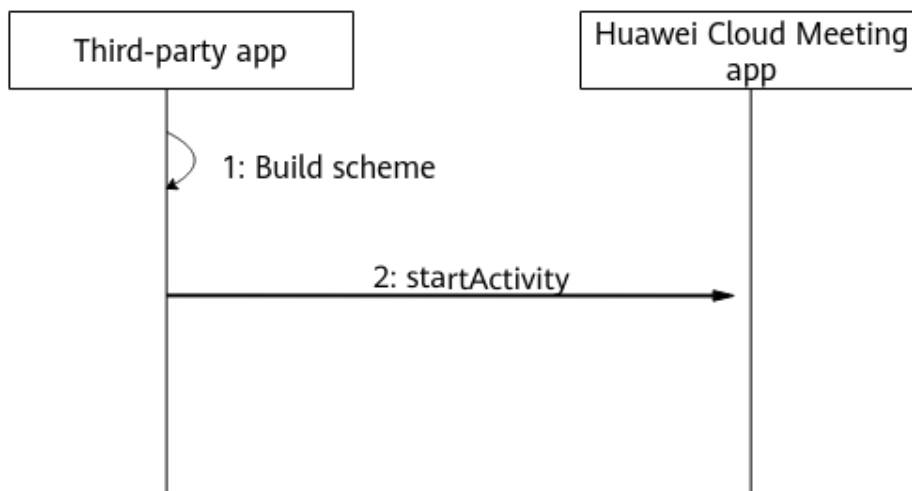 Third-party app
Huawei Cloud Meeting
app
1: Build scheme
2: startActivity